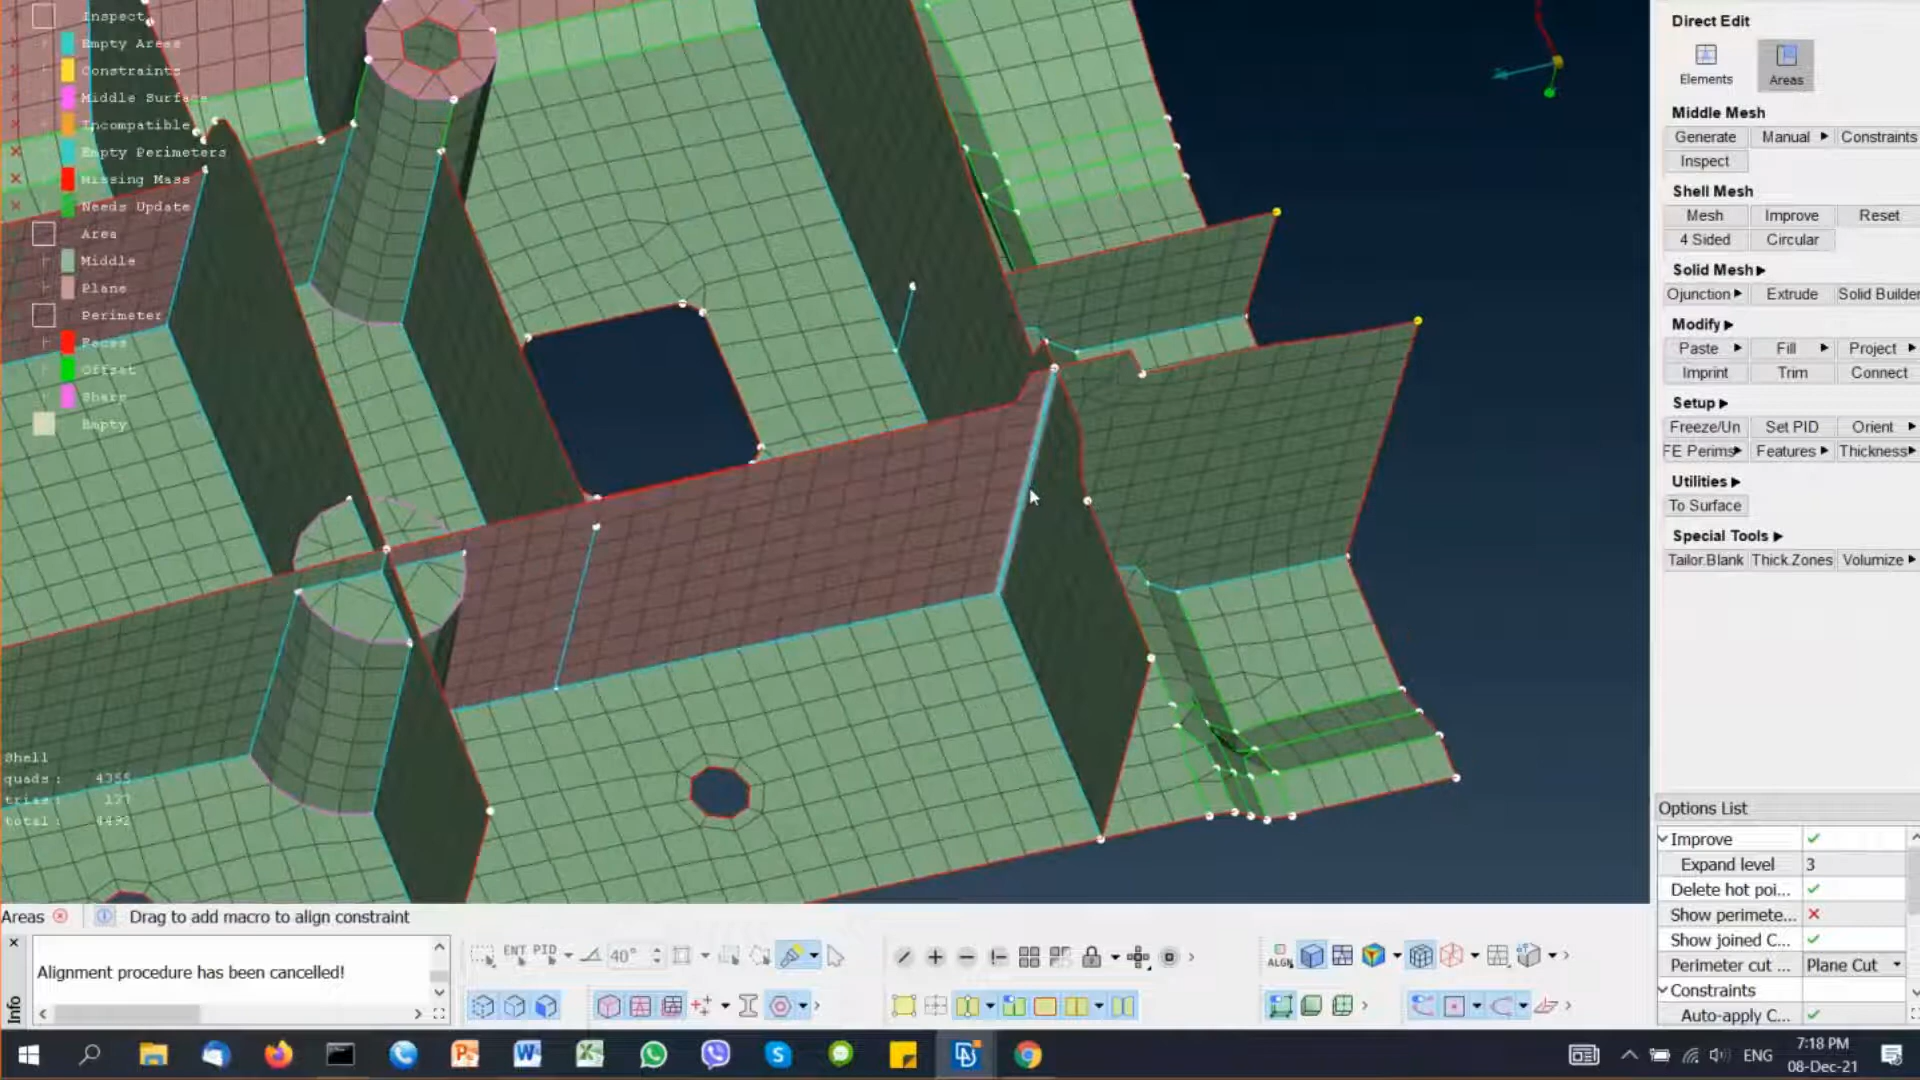 Inspect
Empty Areas
Constraints
Middle Surface
Incompatible
Empty Perimeters
Missing Mass
Needs Update
Area
Middle
Plane
Perimeter
Faces
Offset
Sharp
Empty
Shell
quads : 4355
trias : 137
total : 4492
Direct Edit
Elements
Areas
Middle Mesh
Generate
Manual
Constraints
Inspect
Shell Mesh
Mesh
Improve
Reset
4 Sided
Circular
Solid Mesh
Ojunction
Extrude
Solid Builder
Modify
Paste
Fill
Project
Imprint
Trim
Connect
Setup
Freeze/Un
Set PID
Orient
FE Perims
Features
Thickness
Utilities
To Surface
Special Tools
Tailor.Blank
Thick.Zones
Volumize
Options List
Improve
Expand level 3
Delete hot poi...
Show perimete...
Show joined C...
Perimeter cut ... Plane Cut
Constraints
Auto-apply C...
Areas
Drag to add macro to align constraint
Alignment procedure has been cancelled!
Info
ENT PID
40°
ALGN
ENG
7:18 PM
08-Dec-21